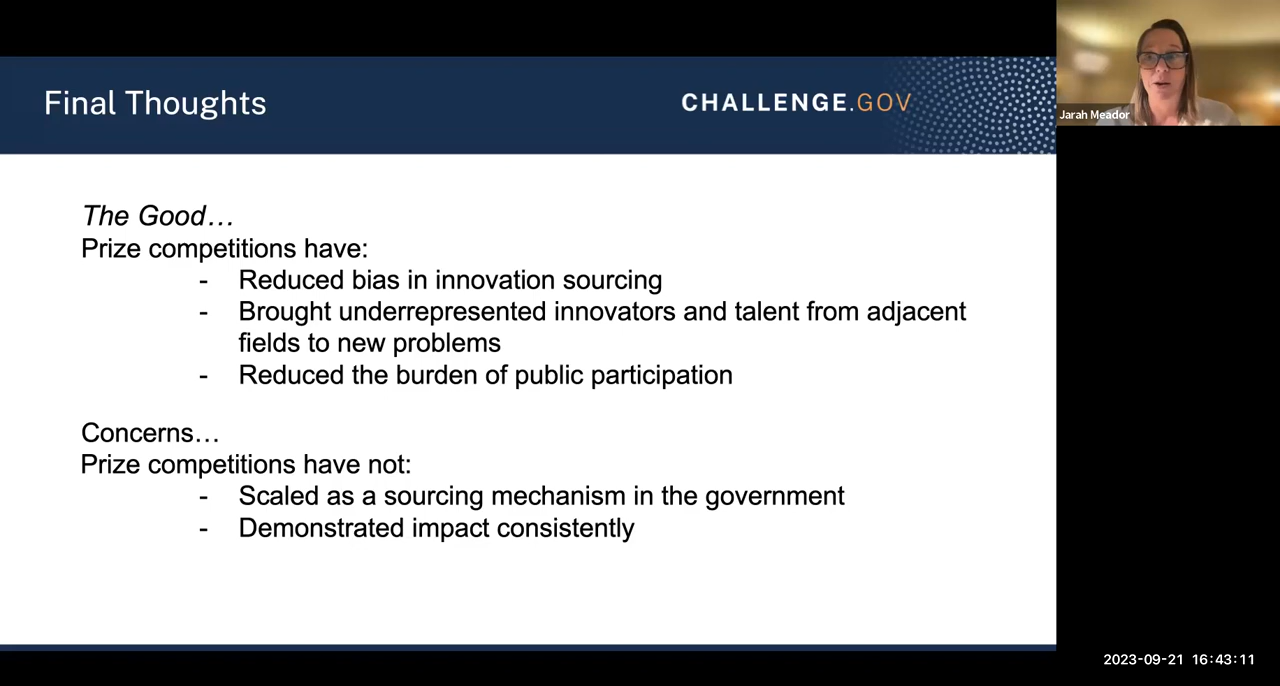 Final Thoughts
CHALLENGE.GOV
Jarah Meador
The Good…
Prize competitions have:
- Reduced bias in innovation sourcing
- Brought underrepresented innovators and talent from adjacent
fields to new problems
- Reduced the burden of public participation
Concerns…
Prize competitions have not:
- Scaled as a sourcing mechanism in the government
- Demonstrated impact consistently
2023-09-21 16:43:11